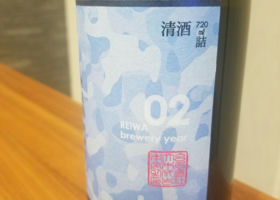 清酒 720㎖詰
02
REIWA
brewery year